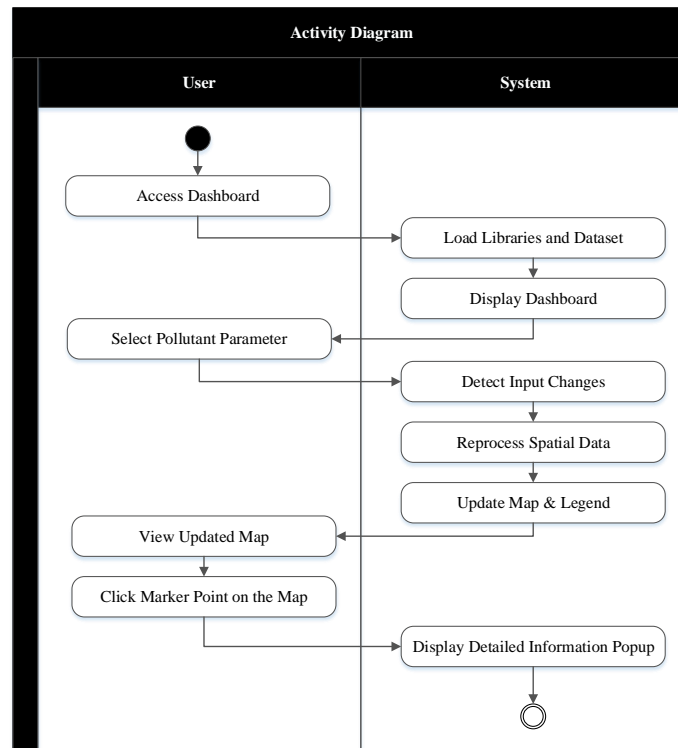 Activity Diagram
User
System
Access Dashboard
Load Libraries and Dataset
Display Dashboard
Select Pollutant Parameter
Detect Input Changes
Reprocess Spatial Data
Update Map & Legend
View Updated Map
Click Marker Point on the Map
Display Detailed Information Popup